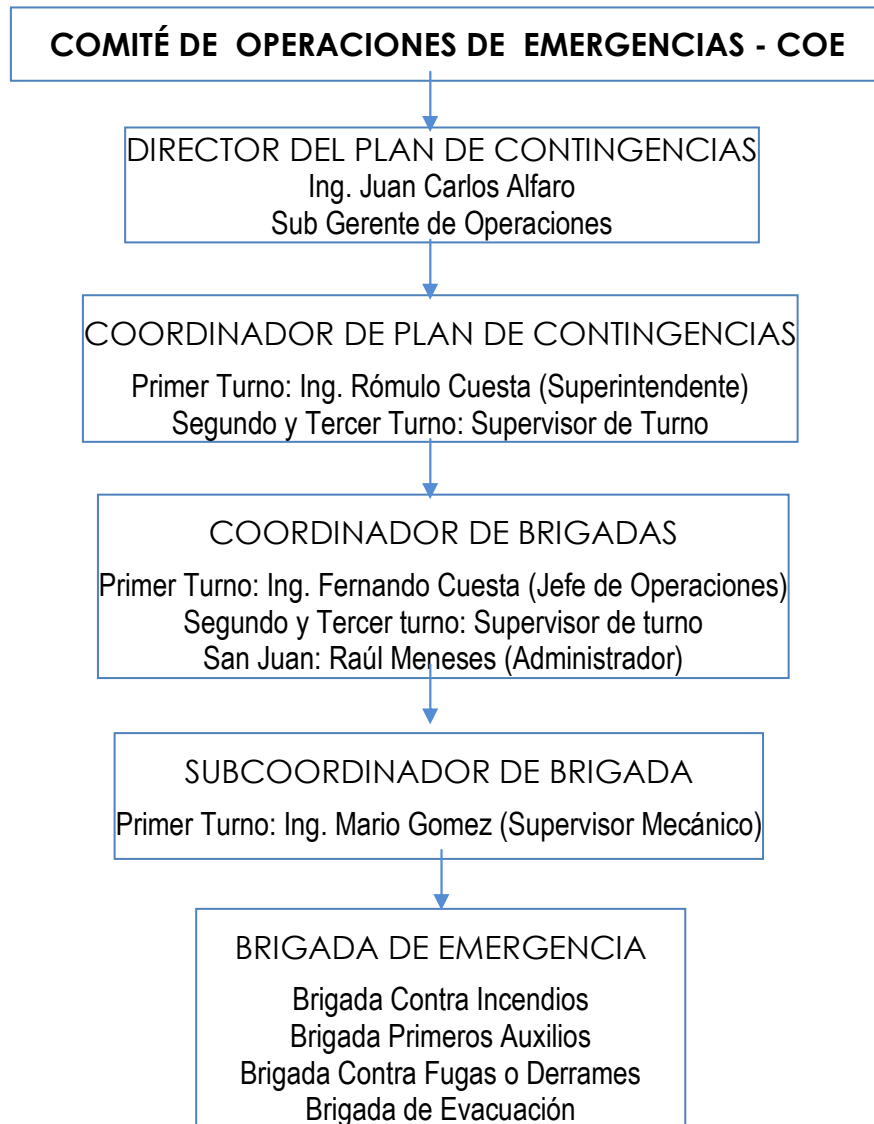 COMITÉ DE OPERACIONES DE EMERGENCIAS - COE
DIRECTOR DEL PLAN DE CONTINGENCIAS
Ing. Juan Carlos Alfaro
Sub Gerente de Operaciones
COORDINADOR DE PLAN DE CONTINGENCIAS
Primer Turno: Ing. Rómulo Cuesta (Superintendente)
Segundo y Tercer Turno: Supervisor de Turno
COORDINADOR DE BRIGADAS
Primer Turno: Ing. Fernando Cuesta (Jefe de Operaciones)
Segundo y Tercer turno: Supervisor de turno
San Juan: Raúl Meneses (Administrador)
SUBCOORDINADOR DE BRIGADA
Primer Turno: Ing. Mario Gomez (Supervisor Mecánico)
BRIGADA DE EMERGENCIA
Brigada Contra Incendios
Brigada Primeros Auxilios
Brigada Contra Fugas o Derrames
Brigada de Evacuación